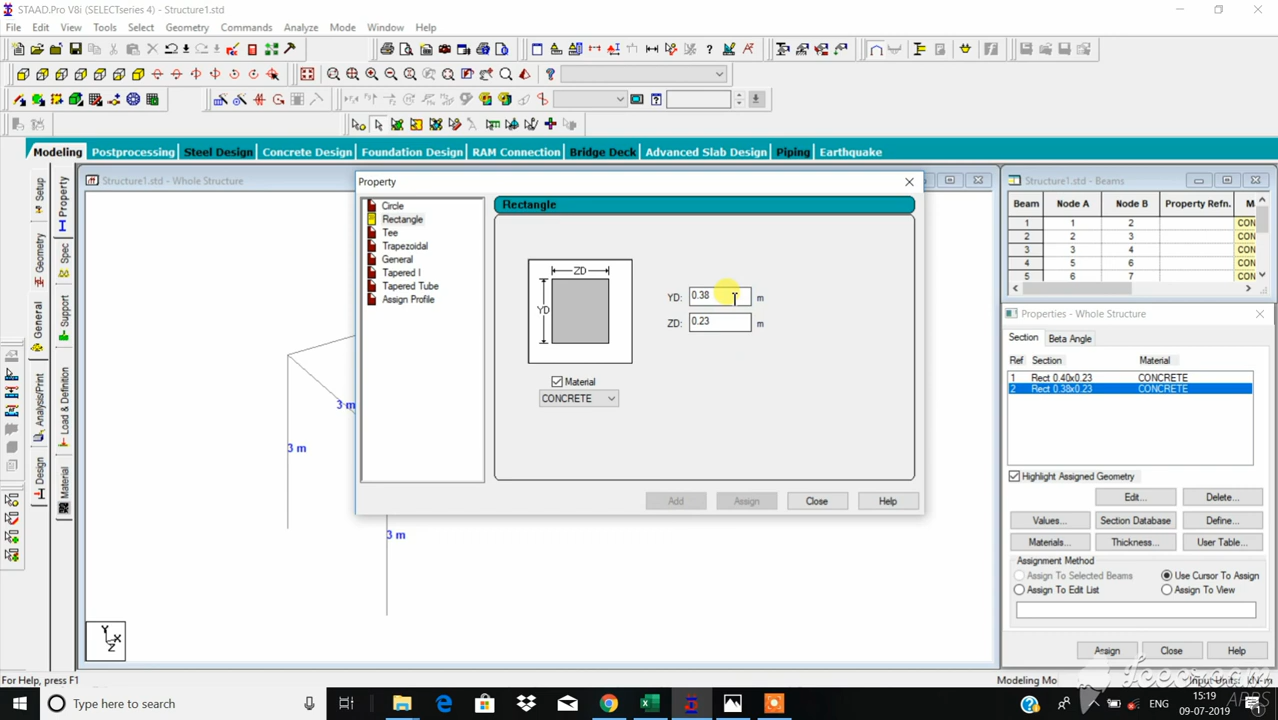 STAAD.Pro V8i (SELECTseries 4) - Structure1.std
File Edit View Tools Select Geometry Commands Analyze Mode Window Help
Modeling Postprocessing Steel Design Concrete Design Foundation Design RAM Connection Bridge Deck Advanced Slab Design Piping Earthquake
Setup
Geometry
General
Analysis/Print
Design
Property
Spec
Support
Load & Definition
Material
Structure1.std - Whole Structure
3 m
3 m
3 m
Y
X
Z
Property
Circle
Rectangle
Tee
Trapezoidal
General
Tapered I
Tapered Tube
Assign Profile
Rectangle
ZD
YD
YD: 0.38 m
ZD: 0.23 m
Material
CONCRETE
Add Assign Close Help
Structure1.std - Beams
Beam Node A Node B Property Refn. M
1 1 2 CON
2 2 3 CON
3 3 4 CON
4 5 6 CON
5 6 7 CON
Properties - Whole Structure
Section Beta Angle
Ref Section Material
1 Rect 0.40x0.23 CONCRETE
2 Rect 0.38x0.23 CONCRETE
Highlight Assigned Geometry
Edit... Delete...
Values... Section Database Define...
Materials... Thickness... User Table...
Assignment Method
Assign To Selected Beams Use Cursor To Assign
Assign To Edit List Assign To View
Assign Close Help
For Help, press F1
Modeling Mo Input Units: kN-m
Type here to search
ENG
15:19
09-07-2019